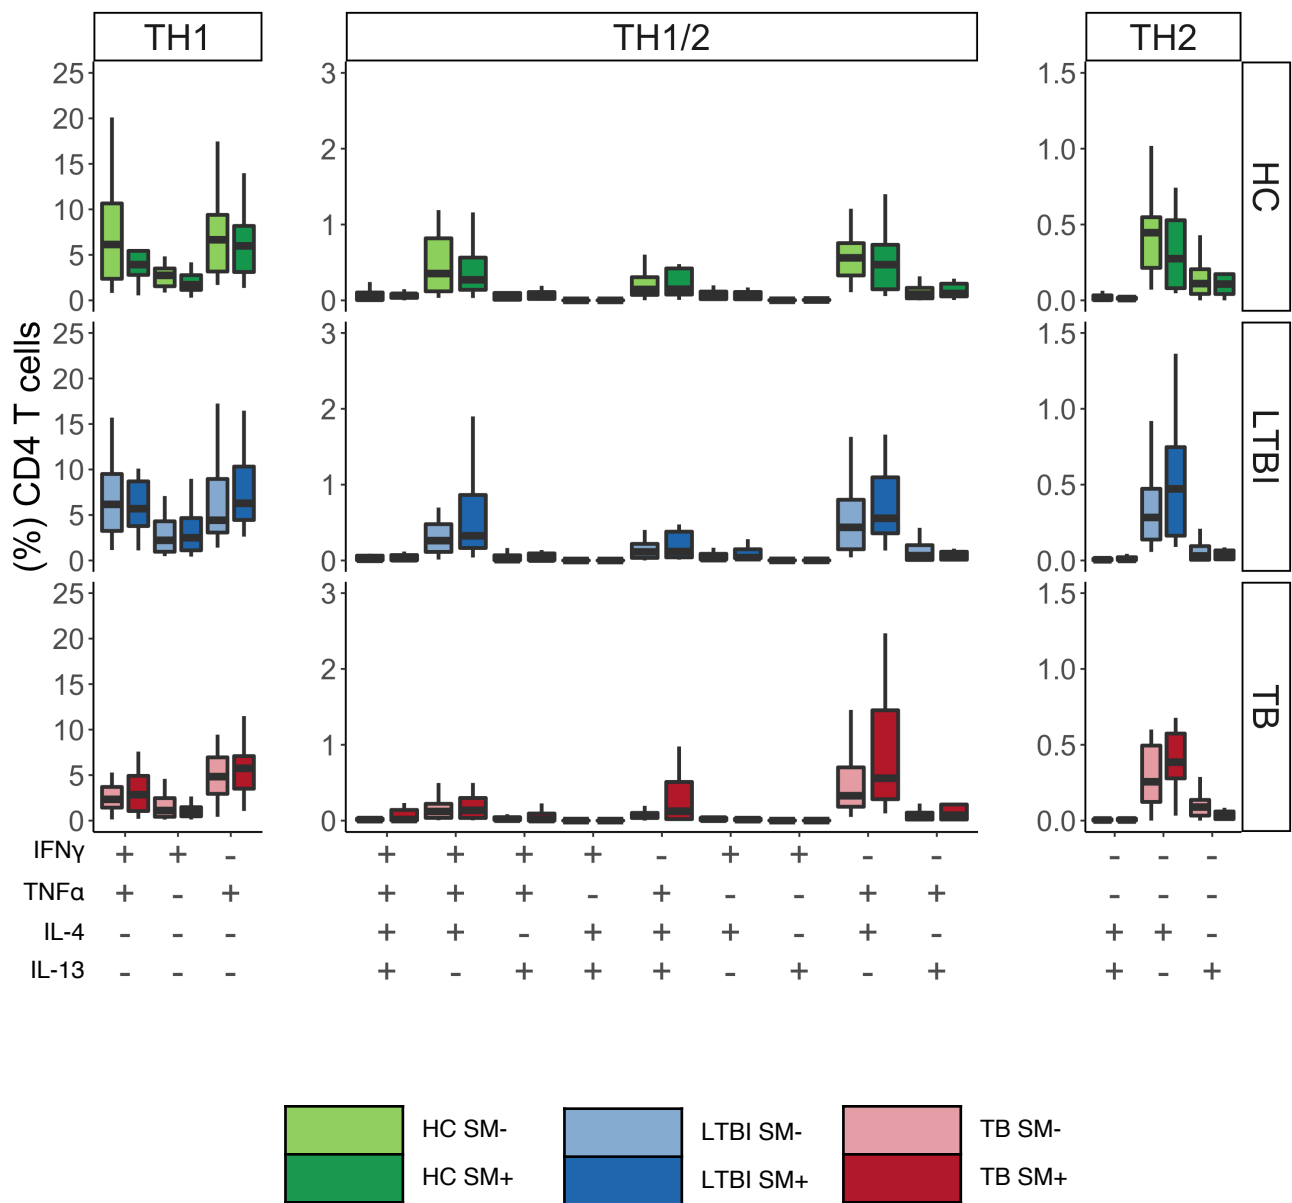 TH1 TH1/2 TH2
(%) CD4 T cells
25 20 15 10 5 0
3 2 1 0
1.5 1.0 0.5 0.0
HC
25 20 15 10 5 0
3 2 1 0
1.5 1.0 0.5 0.0
LTBI
25 20 15 10 5 0
3 2 1 0
1.5 1.0 0.5 0.0
TB
IFNγ + + - + + + + - + + - - - - -
TNFα + - + + + + - + - - + + - - -
IL-4 - - - + + - + + + - + - + + -
IL-13 - - - + - + + + - + - + + - +
HC SM- LTBI SM- TB SM-
HC SM+ LTBI SM+ TB SM+